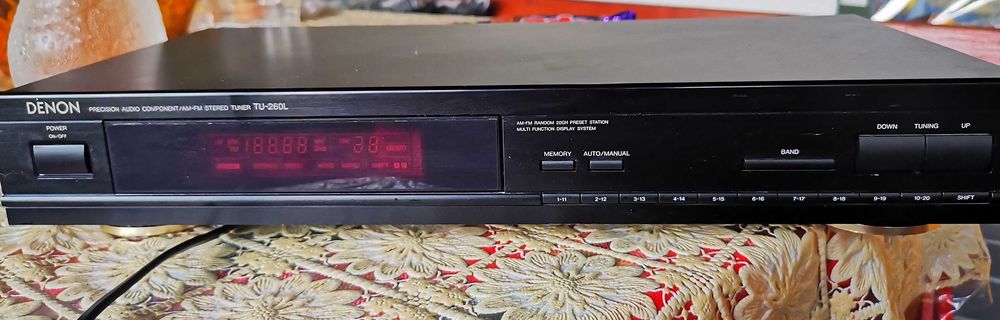 DENON PRECISION AUDIO COMPONENT/AM-FM STEREO TUNER TU-260L
POWER
ON/OFF
AM-FM RANDOM 20CH PRESET STATION
MULTI FUNCTION DISPLAY SYSTEM
MEMORY AUTO/MANUAL
BAND
DOWN TUNING UP
1-11 2-12 3-13 4-14 5-15 6-16 7-17 8-18 9-19 10-20 SHIFT
SHIFT